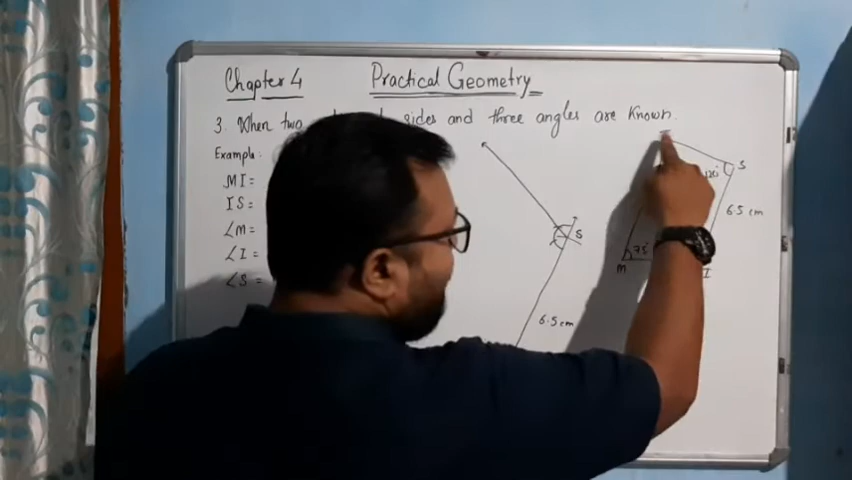 Chapter 4
Practical Geometry
3. When two sides and three angles are known.
Example:
MI =
IS =
∠M =
∠I =
∠S =
S
6.5 cm
S
120°
6.5 cm
75°
M
I